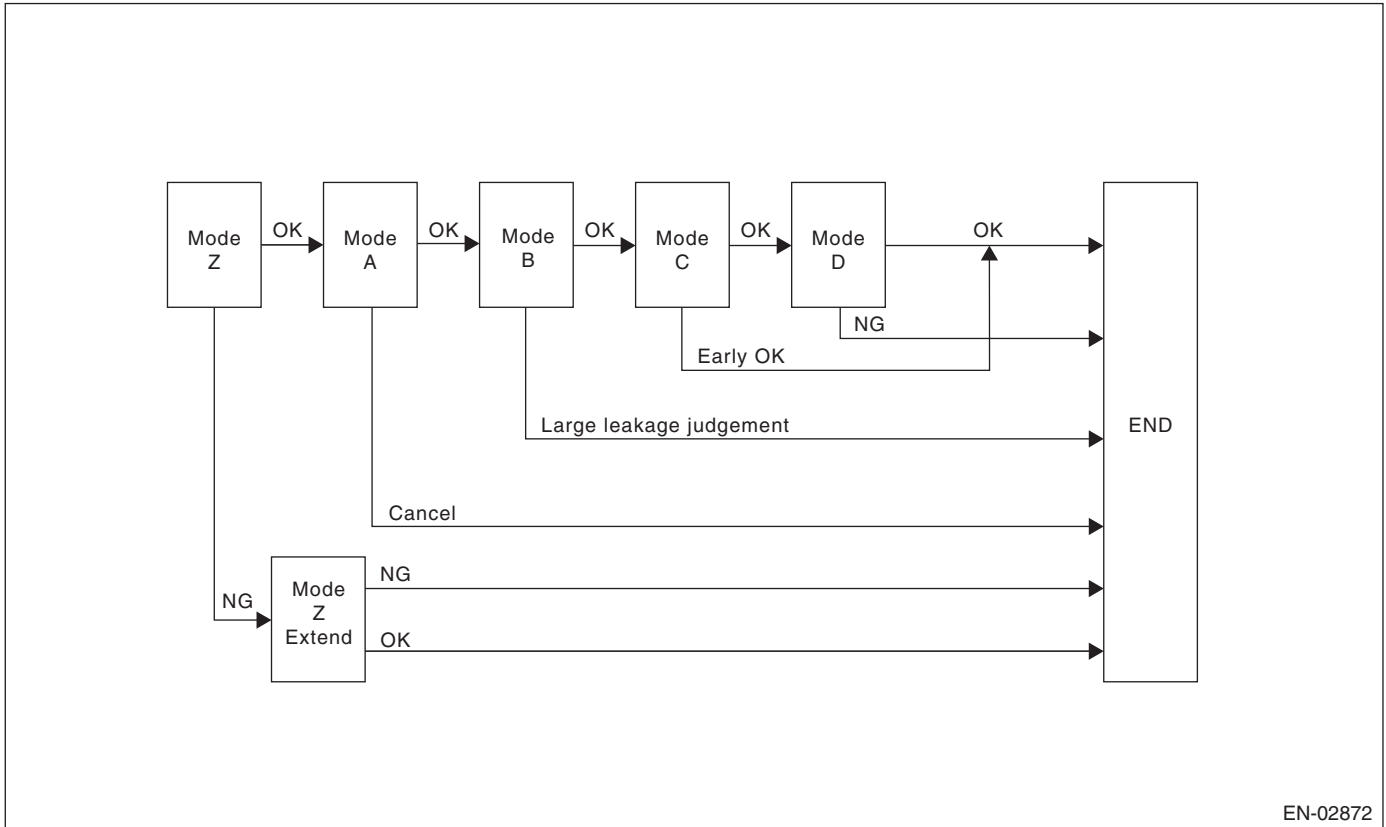 Mode
Z
OK
Mode
A
OK
Mode
B
OK
Mode
C
OK
Mode
D
OK
NG
Early OK
Large leakage judgement
END
Cancel
NG
Mode
Z
Extend
NG
OK
EN-02872